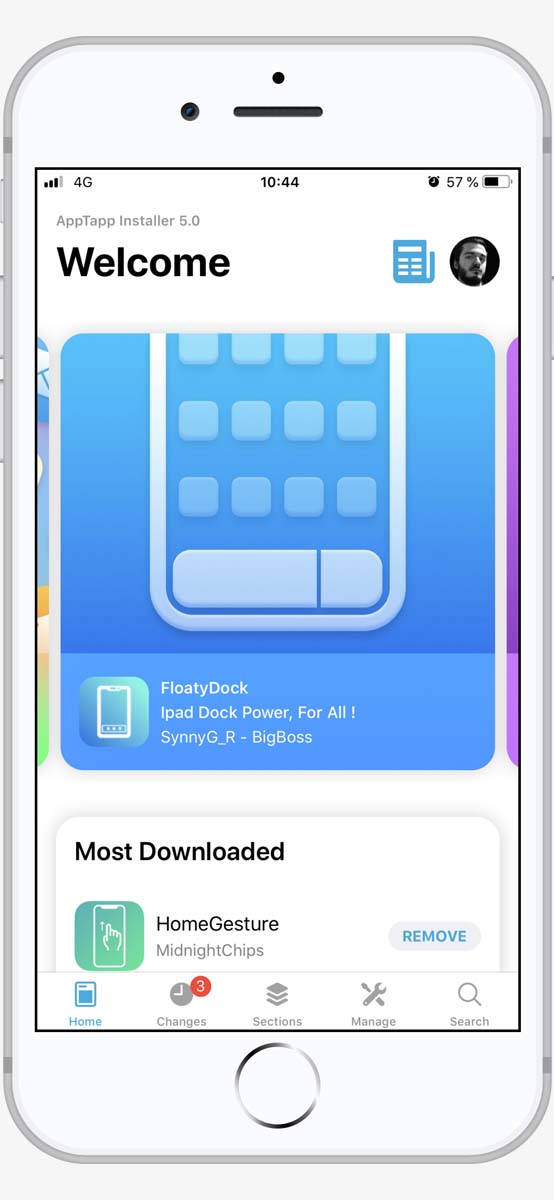 4G
10:44
57 %
AppTapp Installer 5.0
Welcome
FloatyDock
Ipad Dock Power, For All !
SynnyG_R - BigBoss
Most Downloaded
HomeGesture
MidnightChips
REMOVE
3
Home
Changes
Sections
Manage
Search